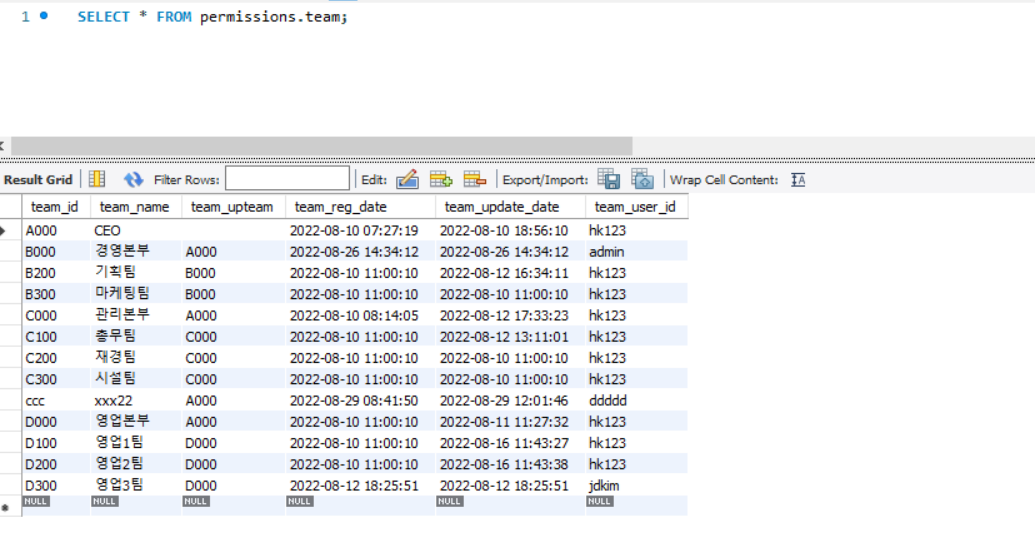 1 SELECT * FROM permissions.team;
Result Grid Filter Rows: Edit: Export/Import: Wrap Cell Content: IA
team_id team_name team_upteam team_reg_date team_update_date team_user_id
A000 CEO 2022-08-10 07:27:19 2022-08-10 18:56:10 hk123
B000 경영본부 A000 2022-08-26 14:34:12 2022-08-26 14:34:12 admin
B200 기획팀 B000 2022-08-10 11:00:10 2022-08-12 16:34:11 hk123
B300 마케팅팀 B000 2022-08-10 11:00:10 2022-08-10 11:00:10 hk123
C000 관리본부 A000 2022-08-10 08:14:05 2022-08-12 17:33:23 hk123
C100 총무팀 C000 2022-08-10 11:00:10 2022-08-12 13:11:01 hk123
C200 재경팀 C000 2022-08-10 11:00:10 2022-08-10 11:00:10 hk123
C300 시설팀 C000 2022-08-10 11:00:10 2022-08-10 11:00:10 hk123
ccc xxx22 A000 2022-08-29 08:41:50 2022-08-29 12:01:46 ddddd
D000 영업본부 A000 2022-08-10 11:00:10 2022-08-11 11:27:32 hk123
D100 영업1팀 D000 2022-08-10 11:00:10 2022-08-16 11:43:27 hk123
D200 영업2팀 D000 2022-08-10 11:00:10 2022-08-16 11:43:38 hk123
D300 영업3팀 D000 2022-08-12 18:25:51 2022-08-12 18:25:51 jdkim
NULL NULL NULL NULL NULL NULL